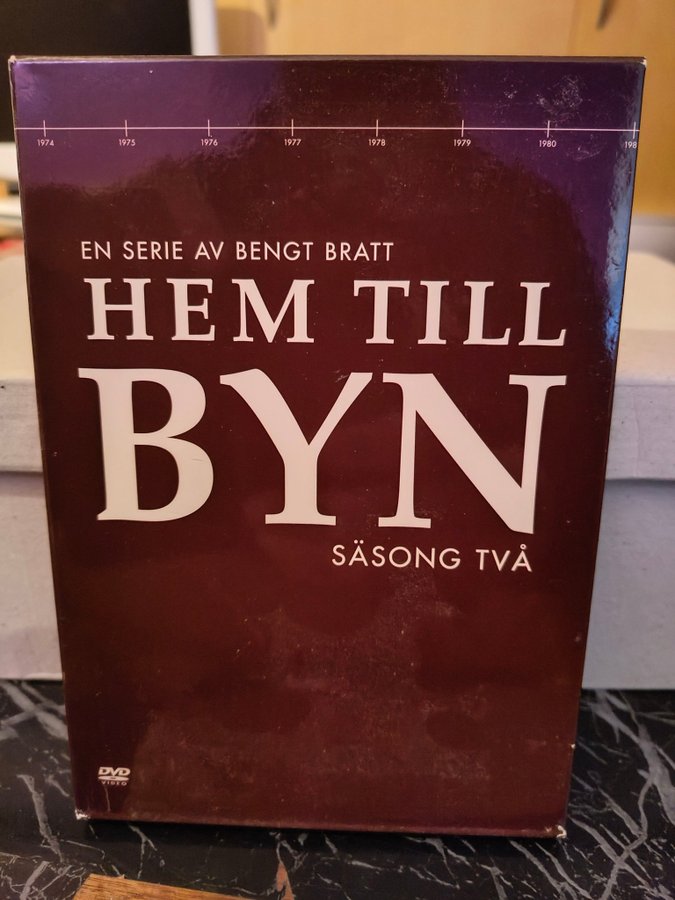 1974 1975 1976 1977 1978 1979 1980 198
EN SERIE AV BENGT BRATT
HEM TILL
BYN
SÄSONG TVÅ
DVD
VIDEO